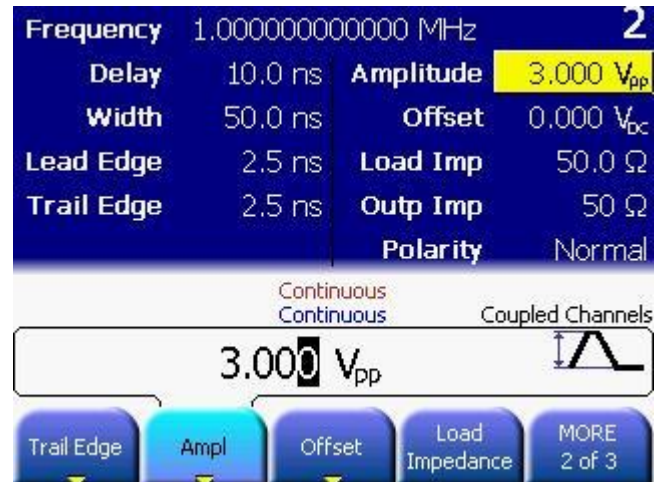 Frequency 1.000000000000 MHz 2
Delay 10.0 ns Amplitude 3.000 Vpp
Width 50.0 ns Offset 0.000 VDC
Lead Edge 2.5 ns Load Imp 50.0 Ω
Trail Edge 2.5 ns Outp Imp 50 Ω
Polarity Normal
Continuous
Continuous Coupled Channels
3.000 Vpp
Trail Edge Ampl Offset Load Impedance MORE 2 of 3